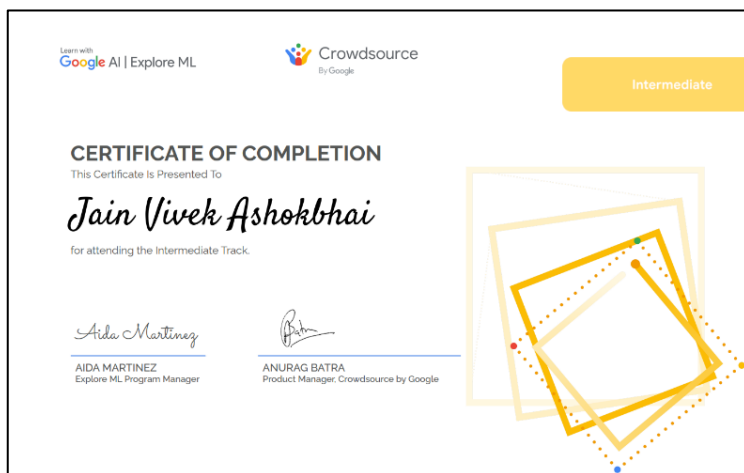 Learn with
Google AI | Explore ML
Crowdsource
By Google
Intermediate
CERTIFICATE OF COMPLETION
This Certificate Is Presented To
Jain Vivek Ashokbhai
for attending the Intermediate Track.
Aida Martinez
Batra
AIDA MARTINEZ
Explore ML Program Manager
ANURAG BATRA
Product Manager, Crowdsource by Google